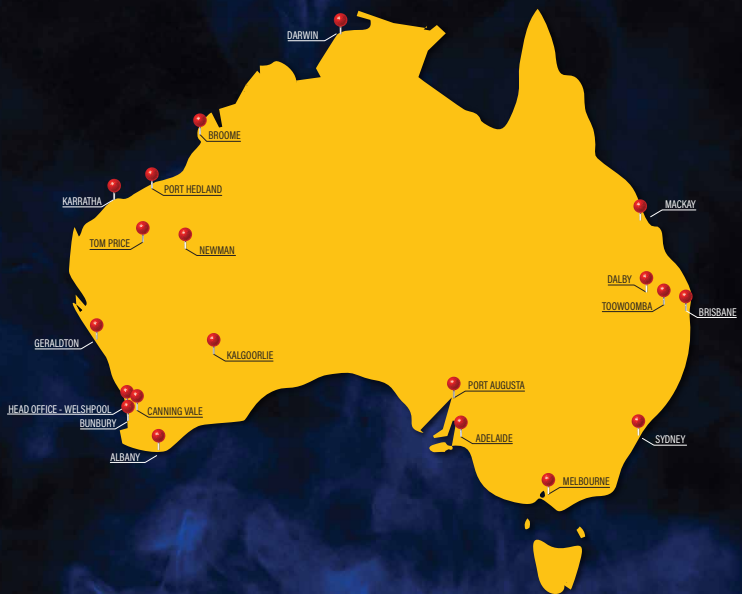 DARWIN
BROOME
PORT HEDLAND
KARRATHA
MACKAY
TOM PRICE
NEWMAN
DALBY
TOOWOOMBA
BRISBANE
GERALDTON
KALGOORLIE
PORT AUGUSTA
HEAD OFFICE - WELSHPOOL
CANNING VALE
BUNBURY
ADELAIDE
SYDNEY
ALBANY
MELBOURNE